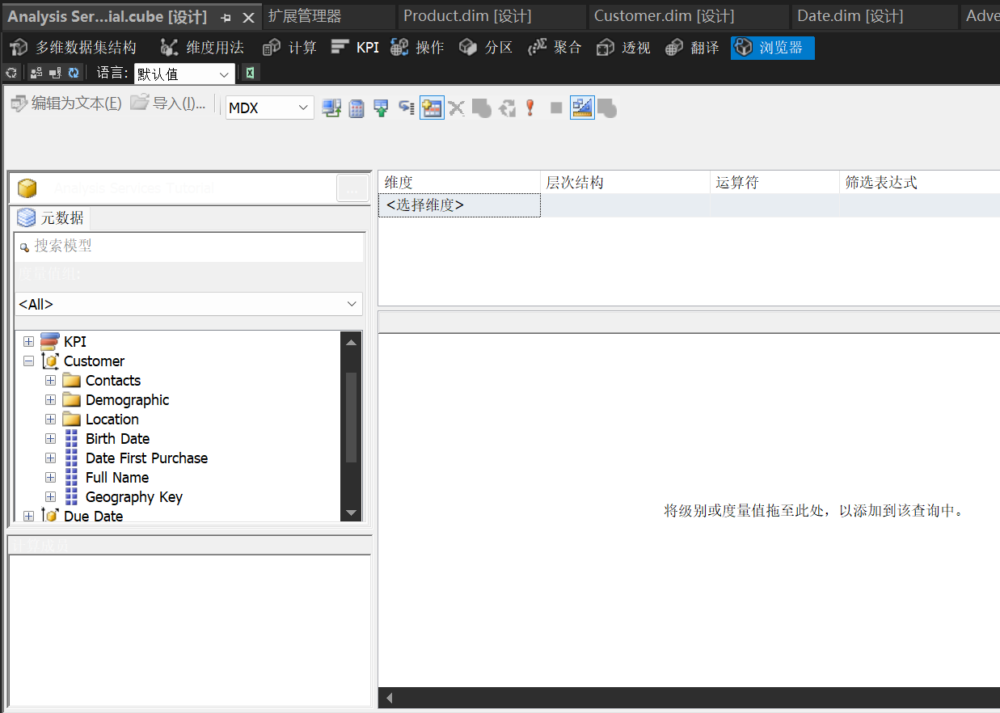 Analysis Ser...ial.cube [设计] 扩展管理器 Product.dim [设计] Customer.dim [设计] Date.dim [设计] Adve
多维数据集结构 维度用法 计算 KPI 操作 分区 聚合 透视 翻译 浏览器
语言: 默认值
编辑为文本(E) 导入(I)... MDX
Analysis Services Tutorial ...
维度 层次结构 运算符 筛选表达式
<选择维度>
元数据
搜索模型
度量值组:
<All>
KPI
Customer
Contacts
Demographic
Location
Birth Date
Date First Purchase
Full Name
Geography Key
Due Date
将级别或度量值拖至此处，以添加到该查询中。
计算成员